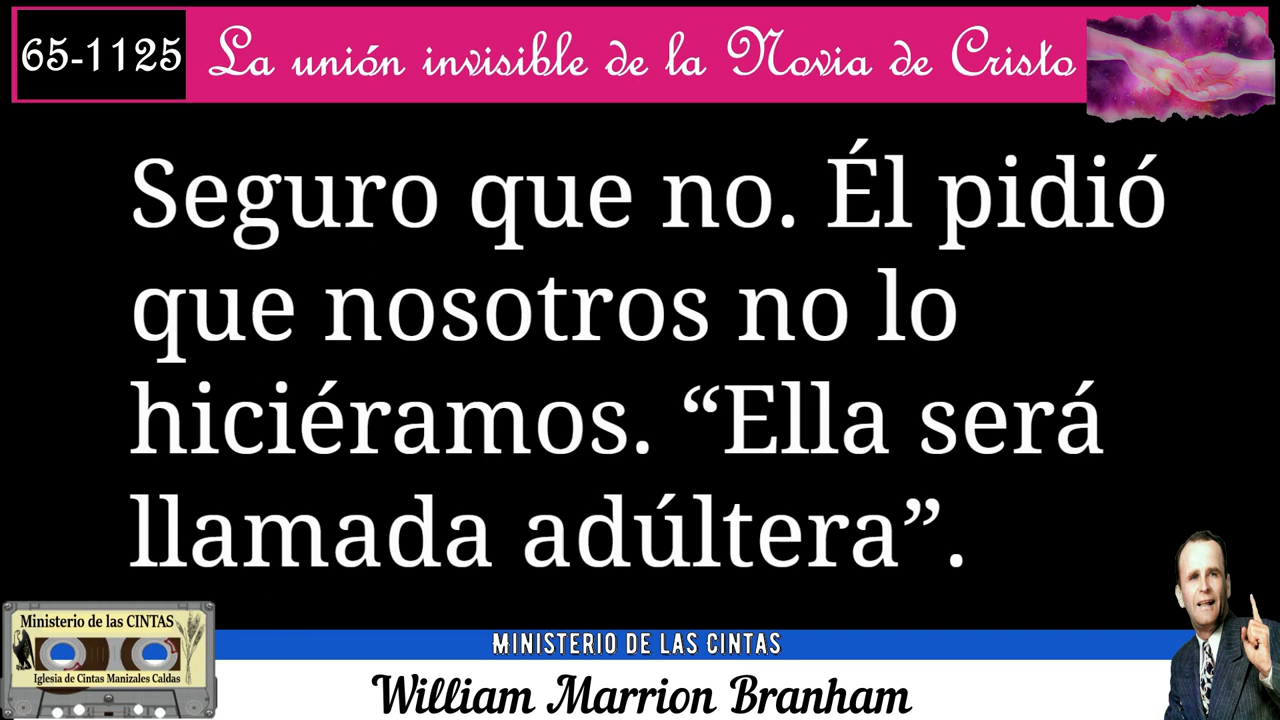 65-1125
La unión invisible de la Novia de Cristo
Seguro que no. Él pidió
que nosotros no lo
hiciéramos. “Ella será
llamada adúltera”.
Ministerio de las CINTAS
Iglesia de Cintas Manizales Caldas
MINISTERIO DE LAS CINTAS
William Marrion Branham